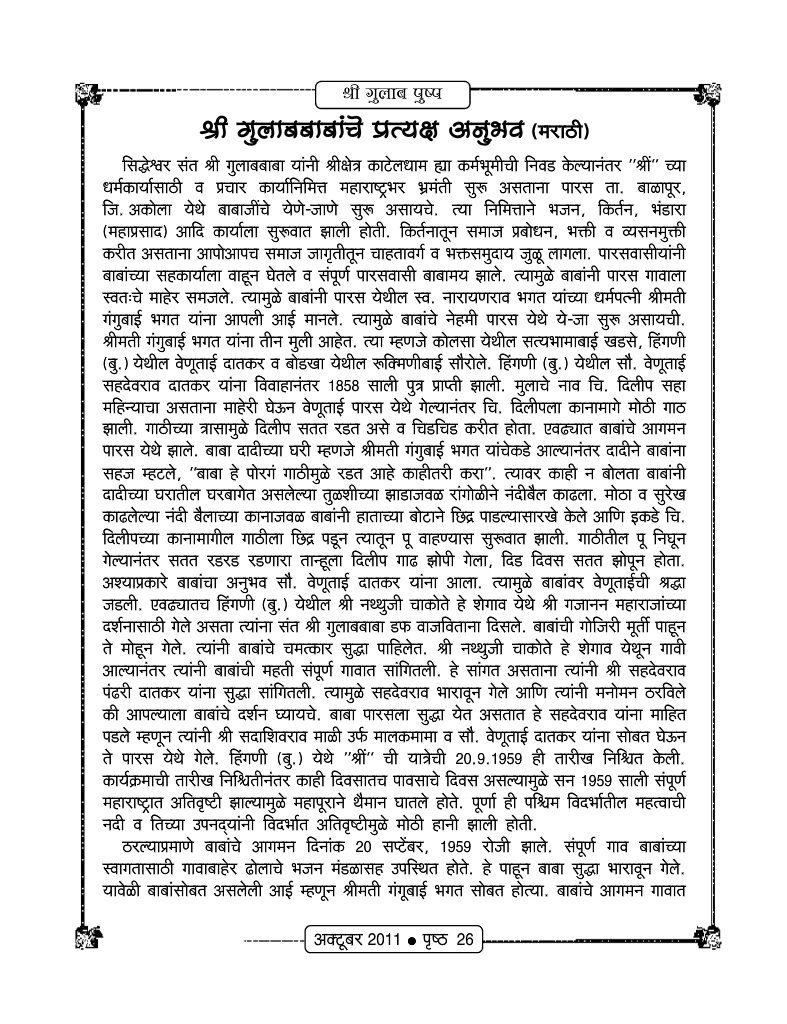 श्री गुलाब पुष्प
श्री गुलाबबाबांचे प्रत्यक्ष अनुभव (मराठी)
सिद्धेश्वर संत श्री गुलाबबाबा यांनी श्रीक्षेत्र काटेलधाम ह्या कर्मभूमीची निवड केल्यानंतर ''श्रीं'' च्या
धर्मकार्यासाठी व प्रचार कार्यानिमित्त महाराष्ट्रभर भ्रमंती सुरू असताना पारस ता. बाळापूर,
जि. अकोला येथे बाबाजींचे येणे-जाणे सुरू असायचे. त्या निमित्ताने भजन, किर्तन, भंडारा
(महाप्रसाद) आदि कार्याला सुरूवात झाली होती. किर्तनातून समाज प्रबोधन, भक्ती व व्यसनमुक्ती
करीत असताना आपोआपच समाज जागृतीतून चाहतावर्ग व भक्तसमुदाय जुळू लागला. पारसवासीयांनी
बाबांच्या सहकार्याला वाहून घेतले व संपूर्ण पारसवासी बाबामय झाले. त्यामुळे बाबांनी पारस गावाला
स्वतःचे माहेर समजले. त्यामुळे बाबांनी पारस येथील स्व. नारायणराव भगत यांच्या धर्मपत्नी श्रीमती
गंगुबाई भगत यांना आपली आई मानले. त्यामुळे बाबांचे नेहमी पारस येथे ये-जा सुरू असायची.
श्रीमती गंगुबाई भगत यांना तीन मुली आहेत. त्या म्हणजे कोलसा येथील सत्यभामाबाई खडसे, हिंगणी
(बु.) येथील वेणूताई दातकर व बोडखा येथील रूक्मिणीबाई सौरोले. हिंगणी (बु.) येथील सौ. वेणूताई
सहदेवराव दातकर यांना विवाहानंतर 1858 साली पुत्र प्राप्ती झाली. मुलाचे नाव चि. दिलीप सहा
महिन्याचा असताना माहेरी घेऊन वेणूताई पारस येथे गेल्यानंतर चि. दिलीपला कानामागे मोठी गाठ
झाली. गाठीच्या त्रासामुळे दिलीप सतत रडत असे व चिडचिड करीत होता. एवढ्यात बाबांचे आगमन
पारस येथे झाले. बाबा दादीच्या घरी म्हणजे श्रीमती गंगुबाई भगत यांचेकडे आल्यानंतर दादीने बाबांना
सहज म्हटले, ''बाबा हे पोरगं गाठीमुळे रडत आहे काहीतरी करा''. त्यावर काही न बोलता बाबांनी
दादीच्या घरातील घरबागेत असलेल्या तुळशीच्या झाडाजवळ रांगोळीने नंदीबैल काढला. मोठा व सुरेख
काढलेल्या नंदी बैलाच्या कानाजवळ बाबांनी हाताच्या बोटाने छिद्र पाडल्यासारखे केले आणि इकडे चि.
दिलीपच्या कानामागील गाठीला छिद्र पडून त्यातून पू वाहण्यास सुरूवात झाली. गाठीतील पू निघून
गेल्यानंतर सतत रडरड रडणारा तान्हूला दिलीप गाढ झोपी गेला, दिड दिवस सतत झोपून होता.
अश्याप्रकारे बाबांचा अनुभव सौ. वेणूताई दातकर यांना आला. त्यामुळे बाबांवर वेणूताईची श्रद्धा
जडली. एवढ्यातच हिंगणी (बु.) येथील श्री नथ्थुजी चाकोते हे शेगाव येथे श्री गजानन महाराजांच्या
दर्शनासाठी गेले असता त्यांना संत श्री गुलाबबाबा डफ वाजविताना दिसले. बाबांची गोजिरी मूर्ती पाहून
ते मोहून गेले. त्यांनी बाबांचे चमत्कार सुद्धा पाहिलेत. श्री नथ्थुजी चाकोते हे शेगाव येथून गावी
आल्यानंतर त्यांनी बाबांची महती संपूर्ण गावात सांगितली. हे सांगत असताना त्यांनी श्री सहदेवराव
पंढरी दातकर यांना सुद्धा सांगितली. त्यामुळे सहदेवराव भारावून गेले आणि त्यांनी मनोमन ठरविले
की आपल्याला बाबांचे दर्शन घ्यायचे. बाबा पारसला सुद्धा येत असतात हे सहदेवराव यांना माहित
पडले म्हणून त्यांनी श्री सदाशिवराव माळी उर्फ मालकमामा व सौ. वेणूताई दातकर यांना सोबत घेऊन
ते पारस येथे गेले. हिंगणी (बु.) येथे ''श्रीं'' ची यात्रेची 20.9.1959 ही तारीख निश्चित केली.
कार्यक्रमाची तारीख निश्चितीनंतर काही दिवसातच पावसाचे दिवस असल्यामुळे सन 1959 साली संपूर्ण
महाराष्ट्रात अतिवृष्टी झाल्यामुळे महापूराने थैमान घातले होते. पूर्णा ही पश्चिम विदर्भातील महत्वाची
नदी व तिच्या उपनद्‌यांनी विदर्भात अतिवृष्टीमुळे मोठी हानी झाली होती.
ठरल्याप्रमाणे बाबांचे आगमन दिनांक 20 सप्टेंबर, 1959 रोजी झाले. संपूर्ण गाव बाबांच्या
स्वागतासाठी गावाबाहेर ढोलाचे भजन मंडळासह उपस्थित होते. हे पाहून बाबा सुद्धा भारावून गेले.
यावेळी बाबांसोबत असलेली आई म्हणून श्रीमती गंगूबाई भगत सोबत होत्या. बाबांचे आगमन गावात
अक्टूबर 2011 ● पृष्ठ 26